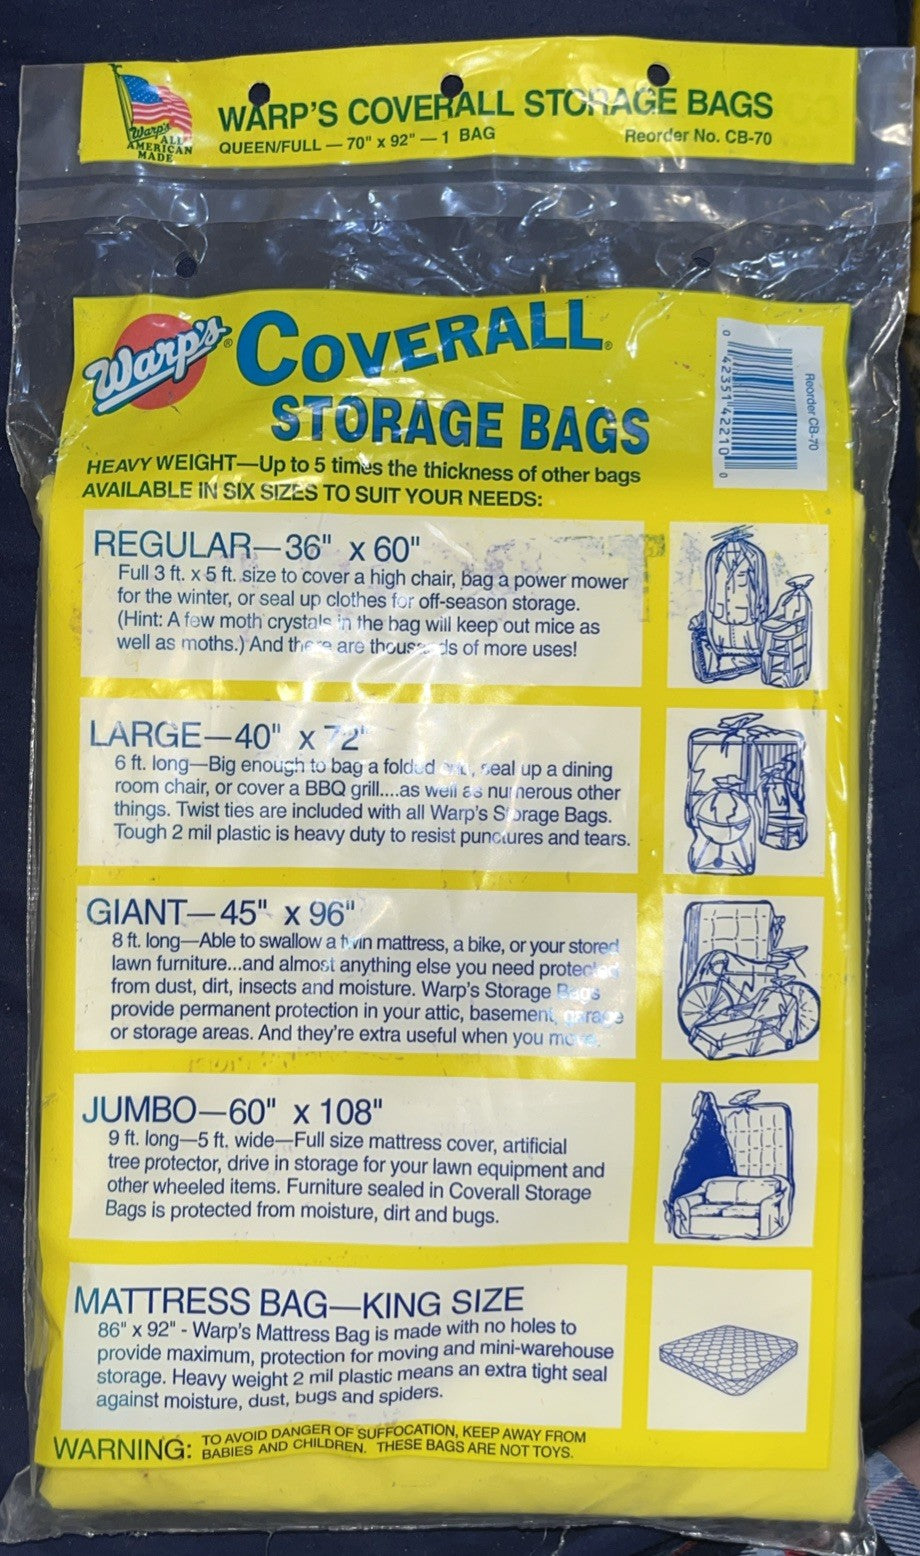 WARP'S COVERALL STORAGE BAGS
QUEEN/FULL — 70" x 92" — 1 BAG
Reorder No. CB-70
Warp's
ALL
AMERICAN
MADE
Warp's® COVERALL®
STORAGE BAGS
0 42351 42210 0
Reorder CB-70
HEAVY WEIGHT—Up to 5 times the thickness of other bags
AVAILABLE IN SIX SIZES TO SUIT YOUR NEEDS:
REGULAR—36" x 60"
Full 3 ft. x 5 ft. size to cover a high chair, bag a power mower
for the winter, or seal up clothes for off-season storage.
(Hint: A few moth crystals in the bag will keep out mice as
well as moths.) And there are thousands of more uses!
LARGE—40" x 72"
6 ft. long—Big enough to bag a folded seal up a dining
room chair, or cover a BBQ grill....as well as numerous other
things. Twist ties are included with all Warp's Storage Bags.
Tough 2 mil plastic is heavy duty to resist punctures and tears.
GIANT—45" x 96"
8 ft. long—Able to swallow a twin mattress, a bike, or your stored
lawn furniture...and almost anything else you need protected
from dust, dirt, insects and moisture. Warp's Storage Bags
provide permanent protection in your attic, basement, garage
or storage areas. And they're extra useful when you move.
JUMBO—60" x 108"
9 ft. long—5 ft. wide—Full size mattress cover, artificial
tree protector, drive in storage for your lawn equipment and
other wheeled items. Furniture sealed in Coverall Storage
Bags is protected from moisture, dirt and bugs.
MATTRESS BAG—KING SIZE
86" x 92" - Warp's Mattress Bag is made with no holes to
provide maximum, protection for moving and mini-warehouse
storage. Heavy weight 2 mil plastic means an extra tight seal
against moisture, dust, bugs and spiders.
WARNING: TO AVOID DANGER OF SUFFOCATION, KEEP AWAY FROM
BABIES AND CHILDREN. THESE BAGS ARE NOT TOYS.